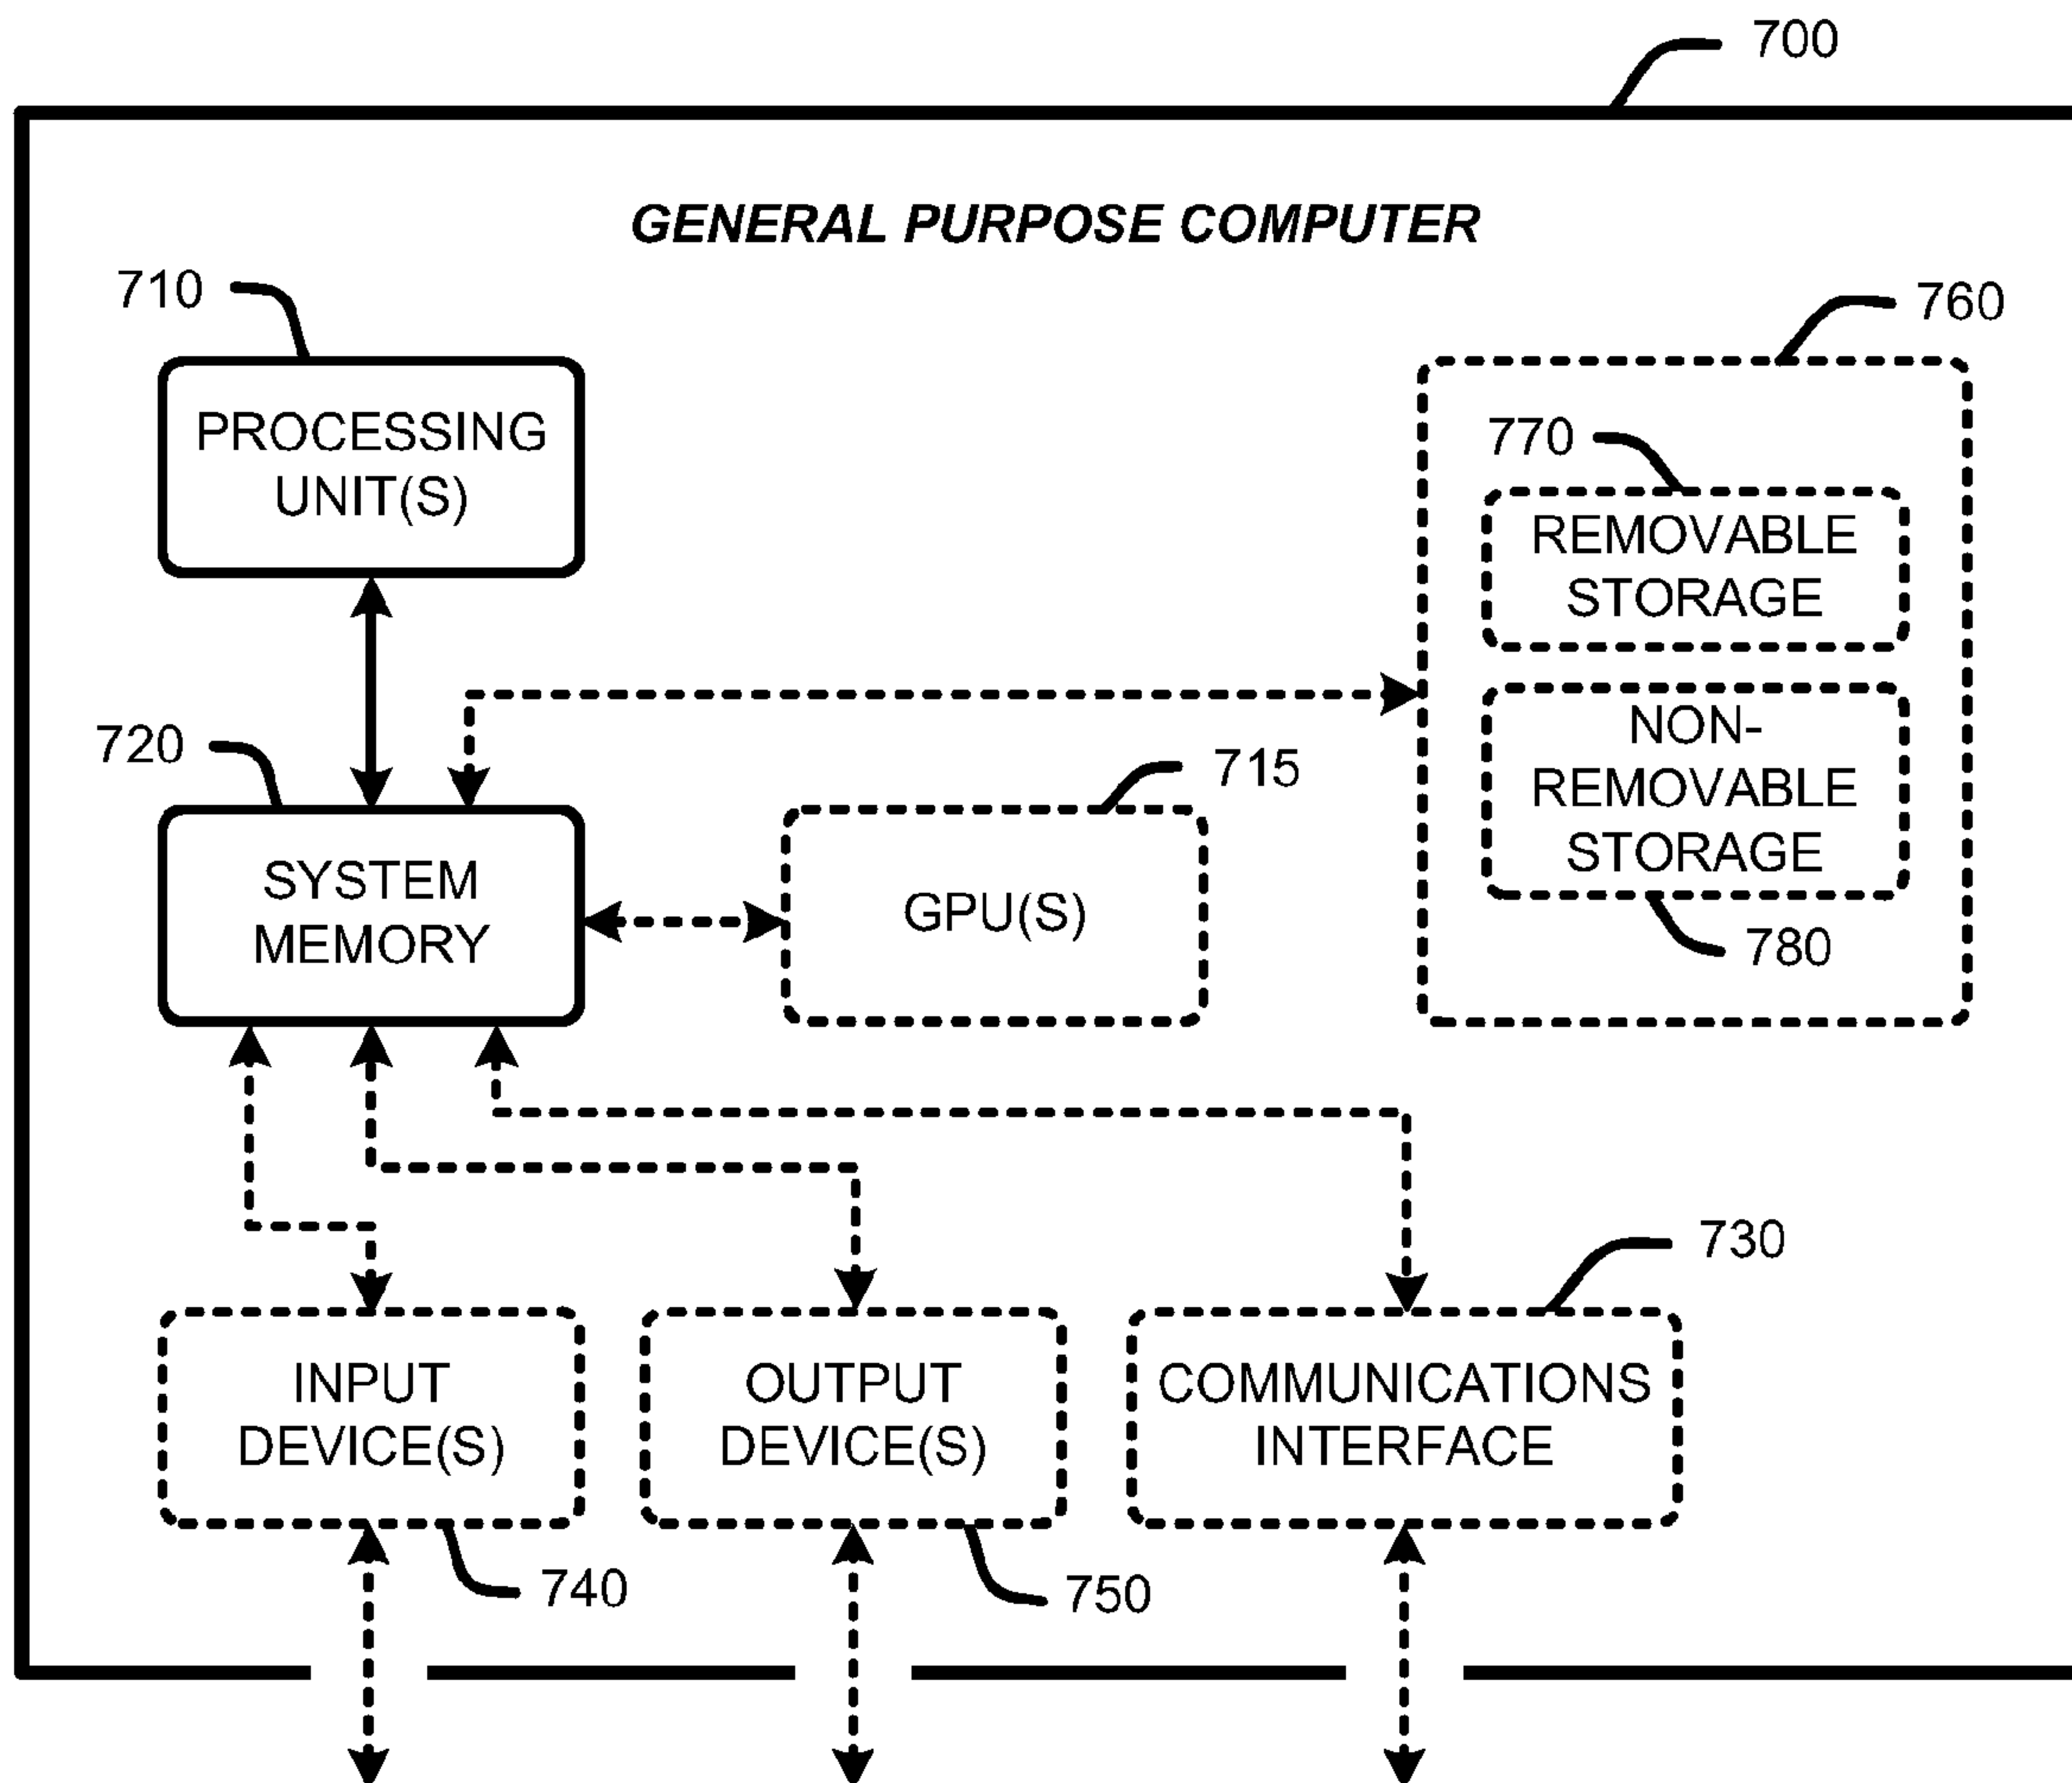 700
GENERAL PURPOSE COMPUTER
710
760
PROCESSING
UNIT(S)
770
REMOVABLE
STORAGE
720
715
NON-
REMOVABLE
STORAGE
SYSTEM
MEMORY
GPU(S)
780
730
INPUT
DEVICE(S)
OUTPUT
DEVICE(S)
COMMUNICATIONS
INTERFACE
740
750